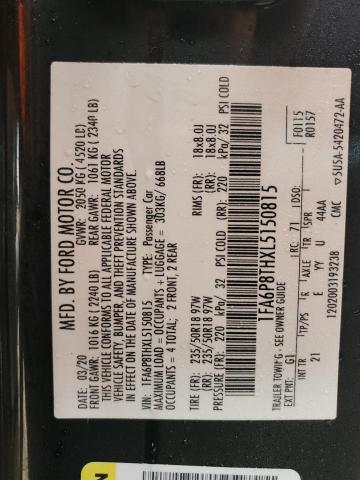 MFD. BY FORD MOTOR CO.
DATE: 03/20 GVWR: 2050 KG ( 4520 LB)
FRONT GAWR: 1016 KG ( 2240 LB) REAR GAWR: 1061 KG ( 2340 LB)
THIS VEHICLE CONFORMS TO ALL APPLICABLE FEDERAL MOTOR
VEHICLE SAFETY, BUMPER, AND THEFT PREVENTION STANDARDS
IN EFFECT ON THE DATE OF MANUFACTURE SHOWN ABOVE.
VIN: 1FA6P8THXL5150815 TYPE: Passenger Car
MAXIMUM LOAD = OCCUPANTS + LUGGAGE = 303KG/ 668LB
OCCUPANTS = 4 TOTAL; 2 FRONT, 2 REAR
TIRES (FR): P235/50R18 97W RIMS (FR): 18x8.0J
(RR): P235/50R18 97W (RR): 18x8.0J
PRESSURE (FR): 220 kPa/ 32 PSI COLD (RR): 220 kPa/ 32 PSI COLD
1FA6P8THXL5150815
TRAILER TOWING - SEE OWNER GUIDE
EXT PNT: G1 RC: 71 DSO: F0115
R0157
INT TR TP/PS R AXLE TR SPR
21 E YY U 44AA
1202003193238 CMC ▽5U5A-5420472-AA
N